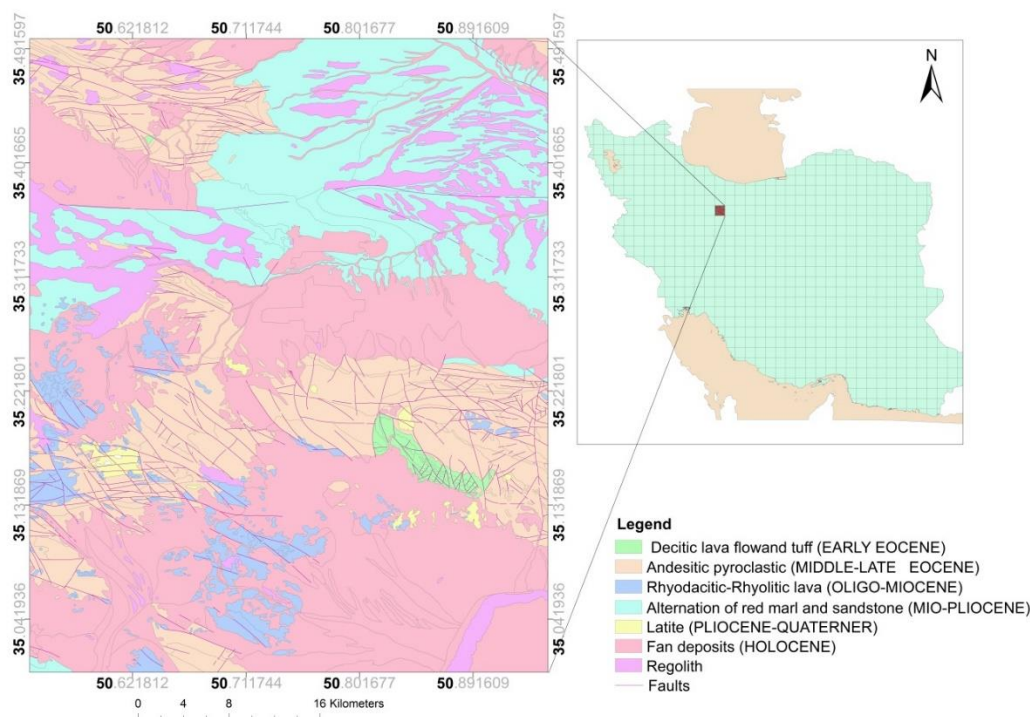 50.621812 50.711744 50.801677 50.891609
35.491597
35.401665
35.311733
35.221801
35.131869
35.041936
35.491597
35.401665
35.311733
35.221801
35.131869
35.041936
50.621812 50.711744 50.801677 50.891609
0 4 8 16 Kilometers
N
Legend
Decitic lava flowand tuff (EARLY EOCENE)
Andesitic pyroclastic (MIDDLE-LATE EOCENE)
Rhyodacitic-Rhyolitic lava (OLIGO-MIOCENE)
Alternation of red marl and sandstone (MIO-PLIOCENE)
Latite (PLIOCENE-QUATERNER)
Fan deposits (HOLOCENE)
Regolith
Faults